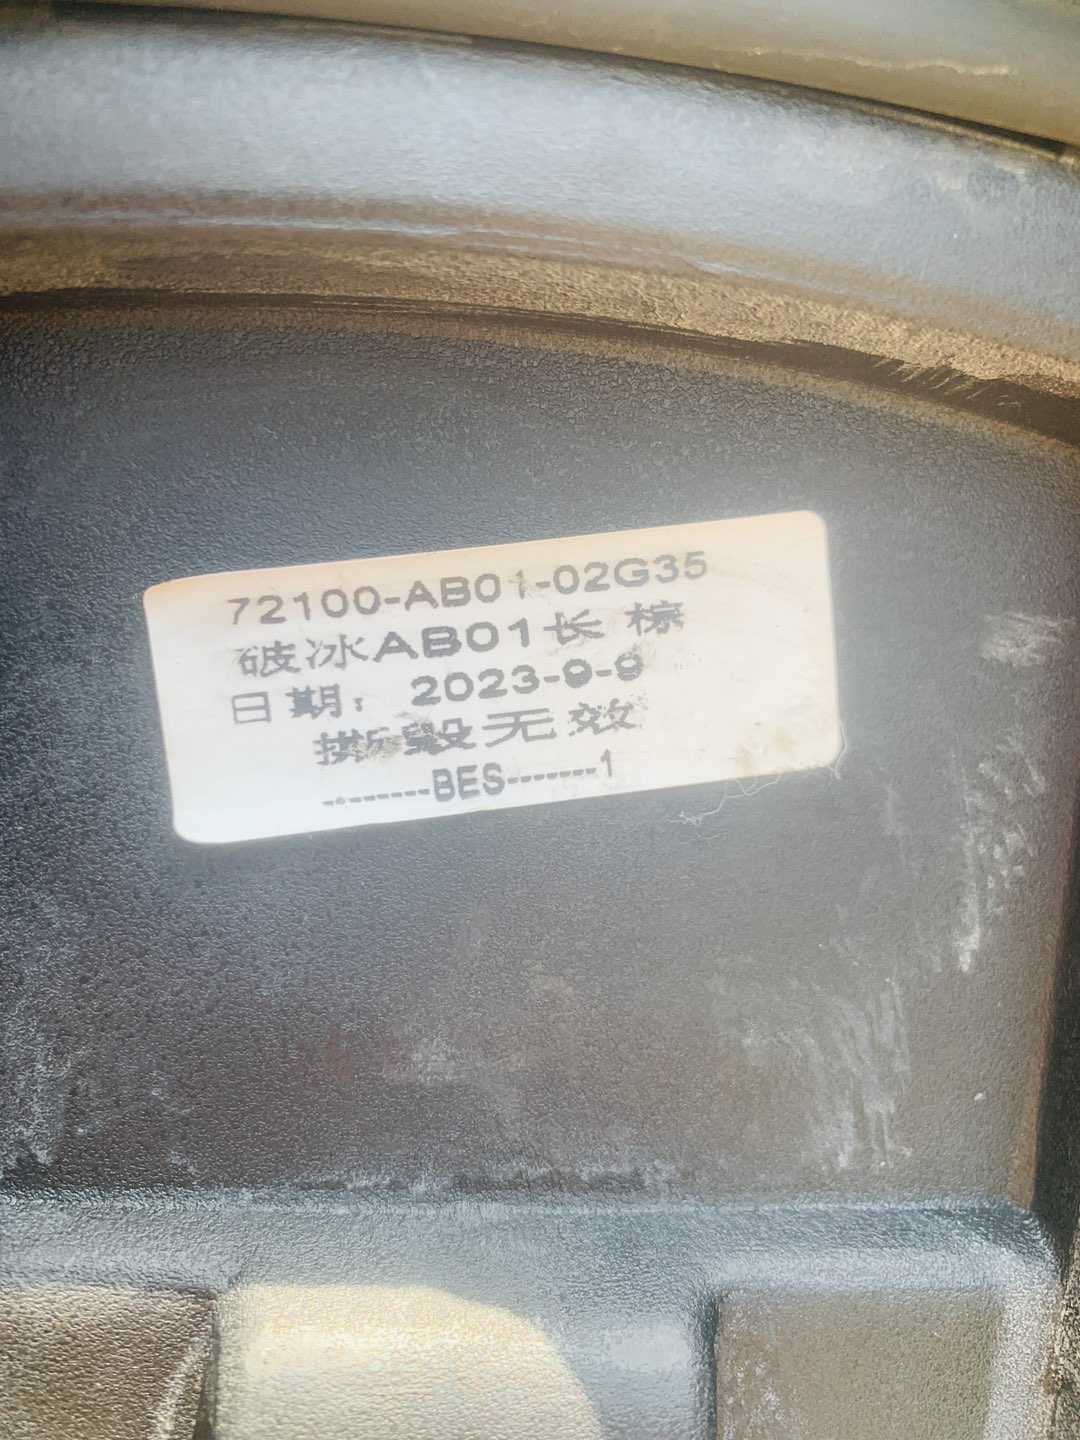 72100-AB01-02G35
破冰AB01长 棕
日期: 2023-9-9
撕毁无效
--------BES-------1